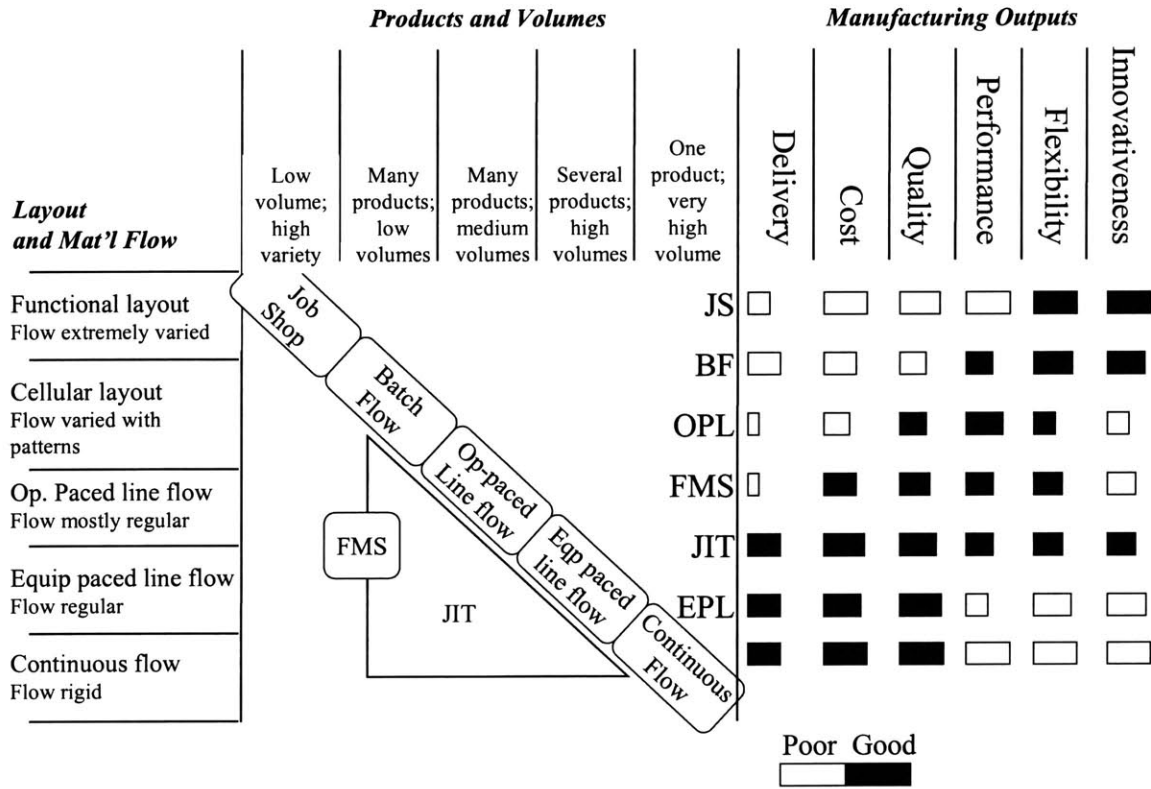 Products and Volumes
Manufacturing Outputs
Layout
and Mat'l Flow
Low
volume;
high
variety
Many
products;
low
volumes
Many
products;
medium
volumes
Several
products;
high
volumes
One
product;
very
high
volume
Delivery
Cost
Quality
Performance
Flexibility
Innovativeness
Functional layout
Flow extremely varied
Cellular layout
Flow varied with
patterns
Op. Paced line flow
Flow mostly regular
Equip paced line flow
Flow regular
Continuous flow
Flow rigid
Job
Shop
Batch
Flow
Op-paced
Line flow
Eqp paced
line flow
Continuous
Flow
FMS
JIT
JS
BF
OPL
FMS
JIT
EPL
Poor Good